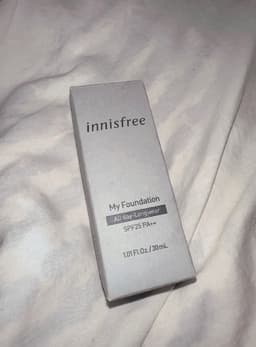 innisfree
My Foundation
All day-Longwear
SPF25 PA++
1.01 Fl.Oz. / 30mL